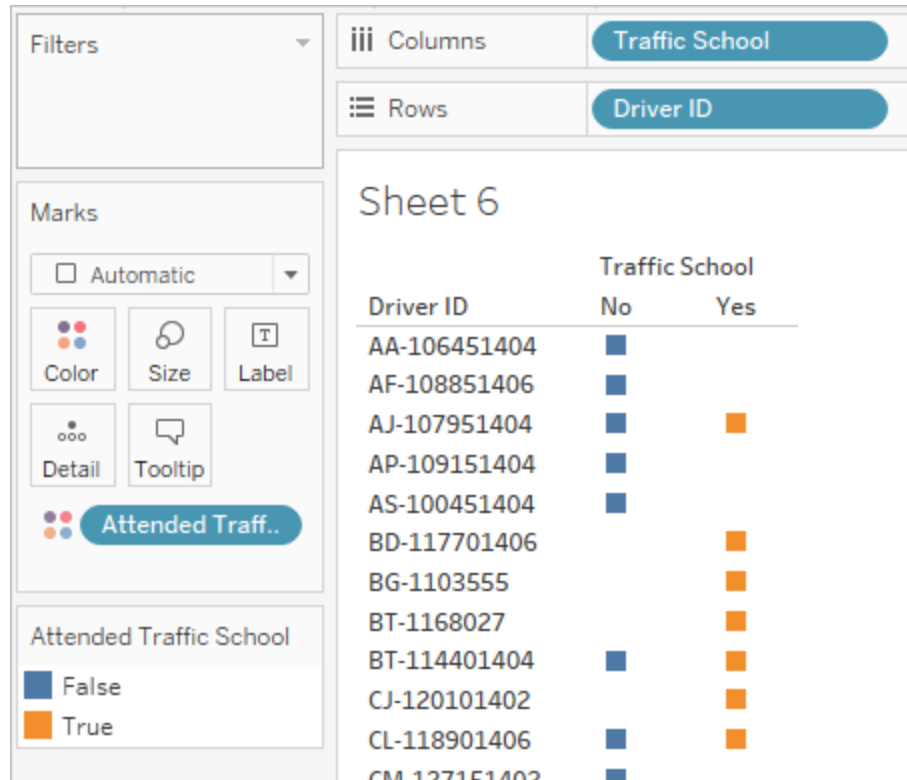 Filters
Columns
Traffic School
Rows
Driver ID
Marks
Automatic
Color
Size
Label
Detail
Tooltip
Attended Traff..
Attended Traffic School
False
True
Sheet 6
Traffic School
Driver ID No Yes
AA-106451404
AF-108851406
AJ-107951404
AP-109151404
AS-100451404
BD-117701406
BG-1103555
BT-1168027
BT-114401404
CJ-120101402
CL-118901406